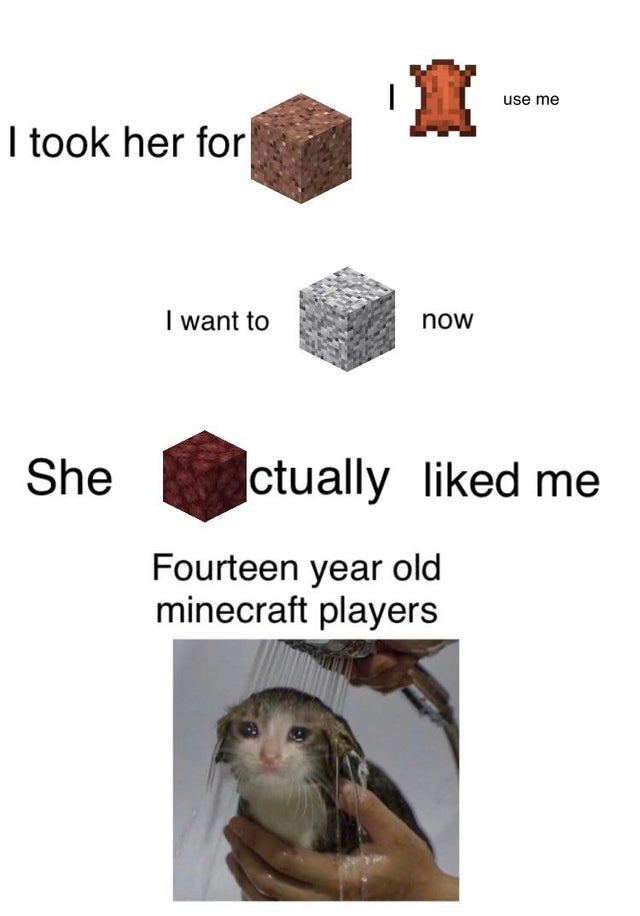 I use me
I took her for
I want to now
She ctually liked me
Fourteen year old
minecraft players